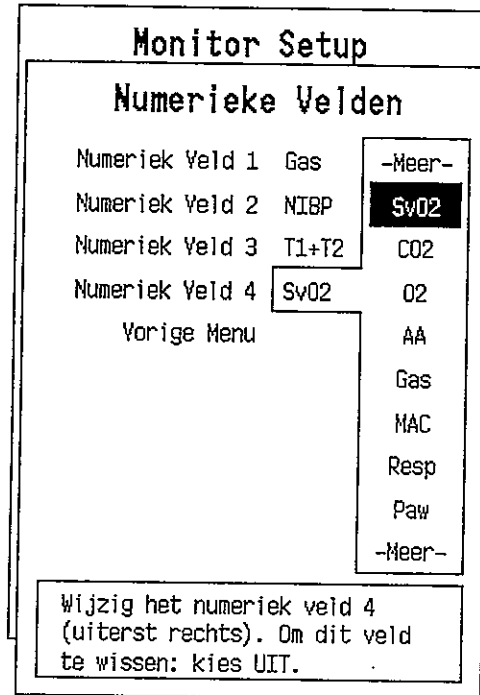 Monitor Setup
Numerieke Velden
Numeriek Veld 1 Gas
Numeriek Veld 2 NIBP
Numeriek Veld 3 T1+T2
Numeriek Veld 4 SvO2
Vorige Menu
-Meer-
SvO2
CO2
O2
AA
Gas
MAC
Resp
Paw
-Meer-
Wijzig het numeriek veld 4
(uiterst rechts). Om dit veld
te wissen: kies UIT.